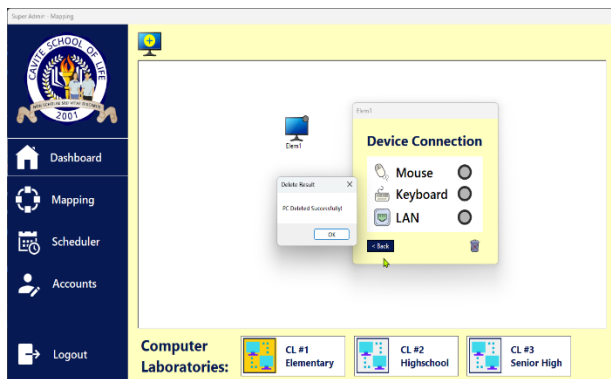 Super Admin - Mapping
CAVITE SCHOOL OF LIFE
2001
Dashboard
Mapping
Scheduler
Accounts
Logout
Elem1
Elem1
Device Connection
Mouse
Keyboard
LAN
< Back
Delete Result
PC Deleted Successfully!
OK
Computer
Laboratories:
CL #1
Elementary
CL #2
Highschool
CL #3
Senior High